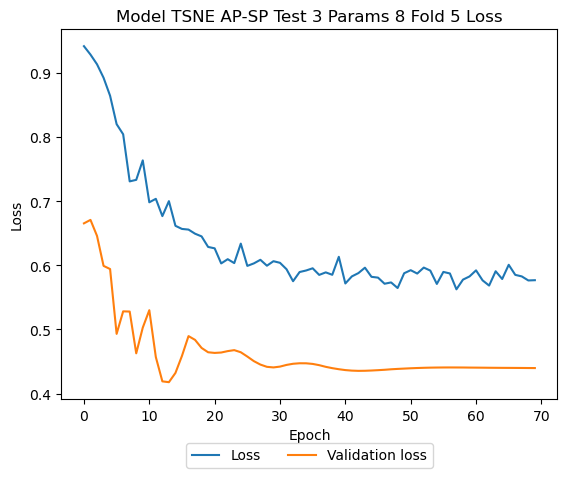 Model TSNE AP-SP Test 3 Params 8 Fold 5 Loss
0.9
0.8
0.7
0.6
0.5
0.4
Loss
0 10 20 30 40 50 60 70
Epoch
Loss Validation loss